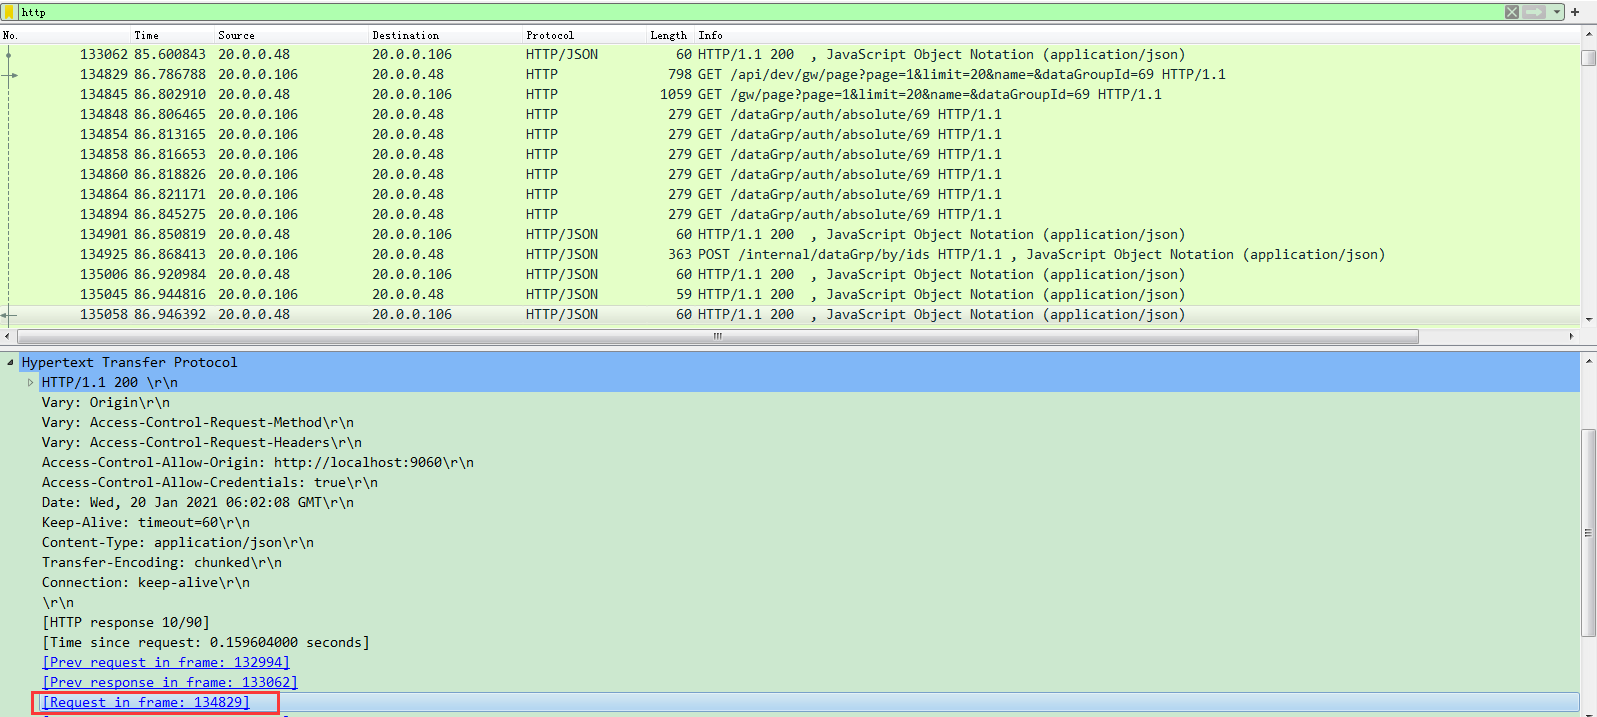 http
No. Time Source Destination Protocol Length Info
133062 85.600843 20.0.0.48 20.0.0.106 HTTP/JSON 60 HTTP/1.1 200 , JavaScript Object Notation (application/json)
134829 86.786788 20.0.0.106 20.0.0.48 HTTP 798 GET /api/dev/gw/page?page=1&limit=20&name=&dataGroupId=69 HTTP/1.1
134845 86.802910 20.0.0.48 20.0.0.106 HTTP 1059 GET /gw/page?page=1&limit=20&name=&dataGroupId=69 HTTP/1.1
134848 86.806465 20.0.0.106 20.0.0.48 HTTP 279 GET /dataGrp/auth/absolute/69 HTTP/1.1
134854 86.813165 20.0.0.106 20.0.0.48 HTTP 279 GET /dataGrp/auth/absolute/69 HTTP/1.1
134858 86.816653 20.0.0.106 20.0.0.48 HTTP 279 GET /dataGrp/auth/absolute/69 HTTP/1.1
134860 86.818826 20.0.0.106 20.0.0.48 HTTP 279 GET /dataGrp/auth/absolute/69 HTTP/1.1
134864 86.821171 20.0.0.106 20.0.0.48 HTTP 279 GET /dataGrp/auth/absolute/69 HTTP/1.1
134894 86.845275 20.0.0.106 20.0.0.48 HTTP 279 GET /dataGrp/auth/absolute/69 HTTP/1.1
134901 86.850819 20.0.0.48 20.0.0.106 HTTP/JSON 60 HTTP/1.1 200 , JavaScript Object Notation (application/json)
134925 86.868413 20.0.0.106 20.0.0.48 HTTP/JSON 363 POST /internal/dataGrp/by/ids HTTP/1.1 , JavaScript Object Notation (application/json)
135006 86.920984 20.0.0.48 20.0.0.106 HTTP/JSON 60 HTTP/1.1 200 , JavaScript Object Notation (application/json)
135045 86.944816 20.0.0.106 20.0.0.48 HTTP/JSON 59 HTTP/1.1 200 , JavaScript Object Notation (application/json)
135058 86.946392 20.0.0.48 20.0.0.106 HTTP/JSON 60 HTTP/1.1 200 , JavaScript Object Notation (application/json)
Hypertext Transfer Protocol
HTTP/1.1 200 \r\n
Vary: Origin\r\n
Vary: Access-Control-Request-Method\r\n
Vary: Access-Control-Request-Headers\r\n
Access-Control-Allow-Origin: http://localhost:9060\r\n
Access-Control-Allow-Credentials: true\r\n
Date: Wed, 20 Jan 2021 06:02:08 GMT\r\n
Keep-Alive: timeout=60\r\n
Content-Type: application/json\r\n
Transfer-Encoding: chunked\r\n
Connection: keep-alive\r\n
\r\n
[HTTP response 10/90]
[Time since request: 0.159604000 seconds]
[Prev request in frame: 132994]
[Prev response in frame: 133062]
[Request in frame: 134829]